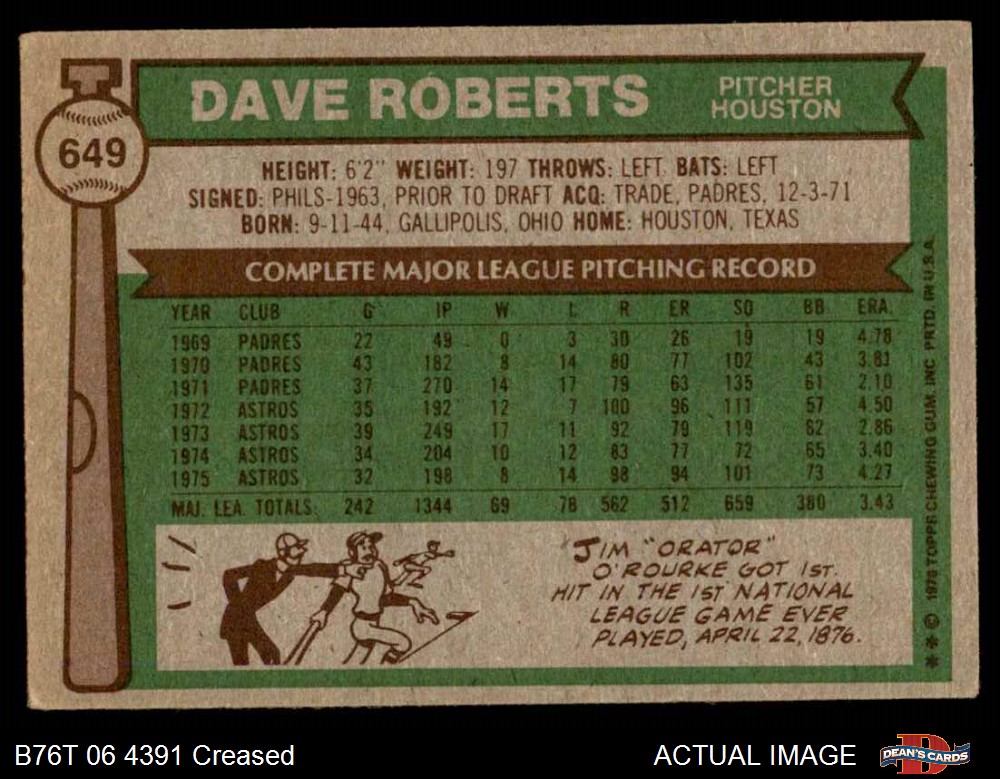 649
DAVE ROBERTS
PITCHER
HOUSTON
HEIGHT: 6'2" WEIGHT: 197 THROWS: LEFT BATS: LEFT
SIGNED: PHILS-1963, PRIOR TO DRAFT ACQ: TRADE, PADRES, 12-3-71
BORN: 9-11-44, GALLIPOLIS, OHIO HOME: HOUSTON, TEXAS
COMPLETE MAJOR LEAGUE PITCHING RECORD
YEAR CLUB G IP W L R ER SO BB ERA.
1969 PADRES 22 49 0 3 30 26 19 19 4.78
1970 PADRES 43 182 8 14 80 77 102 43 3.81
1971 PADRES 37 270 14 17 79 63 135 61 2.10
1972 ASTROS 35 192 12 7 100 96 111 57 4.50
1973 ASTROS 39 249 17 11 92 79 119 62 2.86
1974 ASTROS 34 204 10 12 83 77 72 65 3.40
1975 ASTROS 32 198 8 14 98 94 101 73 4.27
MAJ. LEA. TOTALS: 242 1344 69 78 562 512 659 380 3.43
JIM "ORATOR"
O'ROURKE GOT 1ST.
HIT IN THE 1ST NATIONAL
LEAGUE GAME EVER
PLAYED, APRIL 22, 1876.
** © 1976 TOPPS CHEWING GUM, INC. PRTD. IN U.S.A.
B76T 06 4391 Creased
ACTUAL IMAGE
D
DEAN'S CARDS